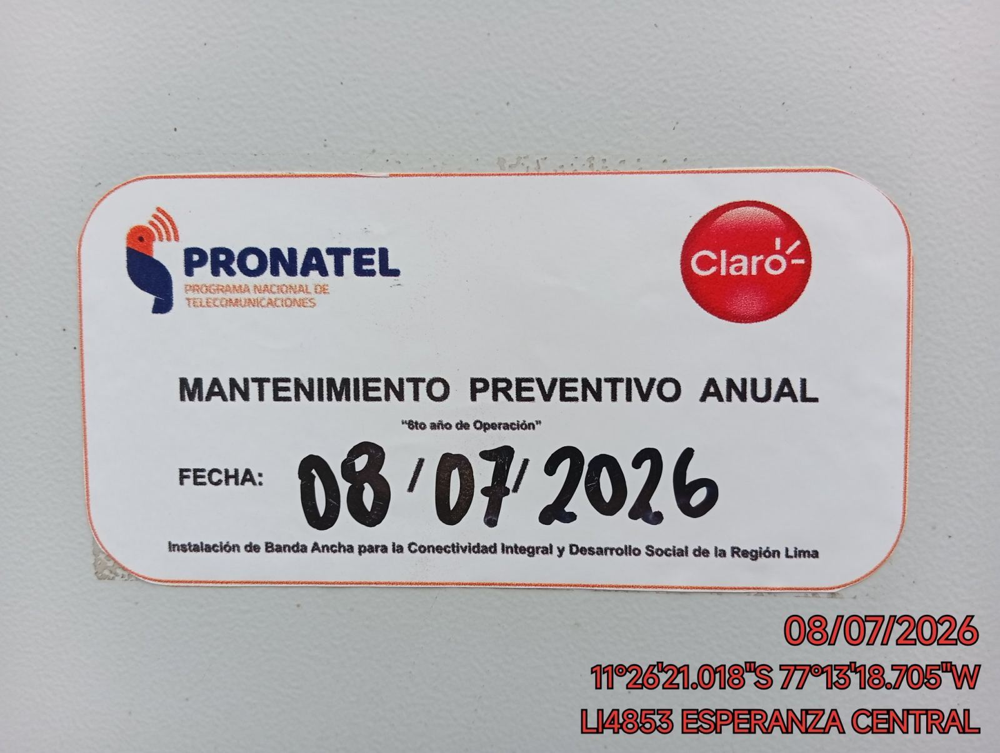 PRONATEL
PROGRAMA NACIONAL DE
TELECOMUNICACIONES
Claro
MANTENIMIENTO PREVENTIVO ANUAL
"6to año de Operación"
FECHA: 08/07/2026
Instalación de Banda Ancha para la Conectividad Integral y Desarrollo Social de la Región Lima
08/07/2026
11°26'21.018"S 77°13'18.705"W
LI4853 ESPERANZA CENTRAL